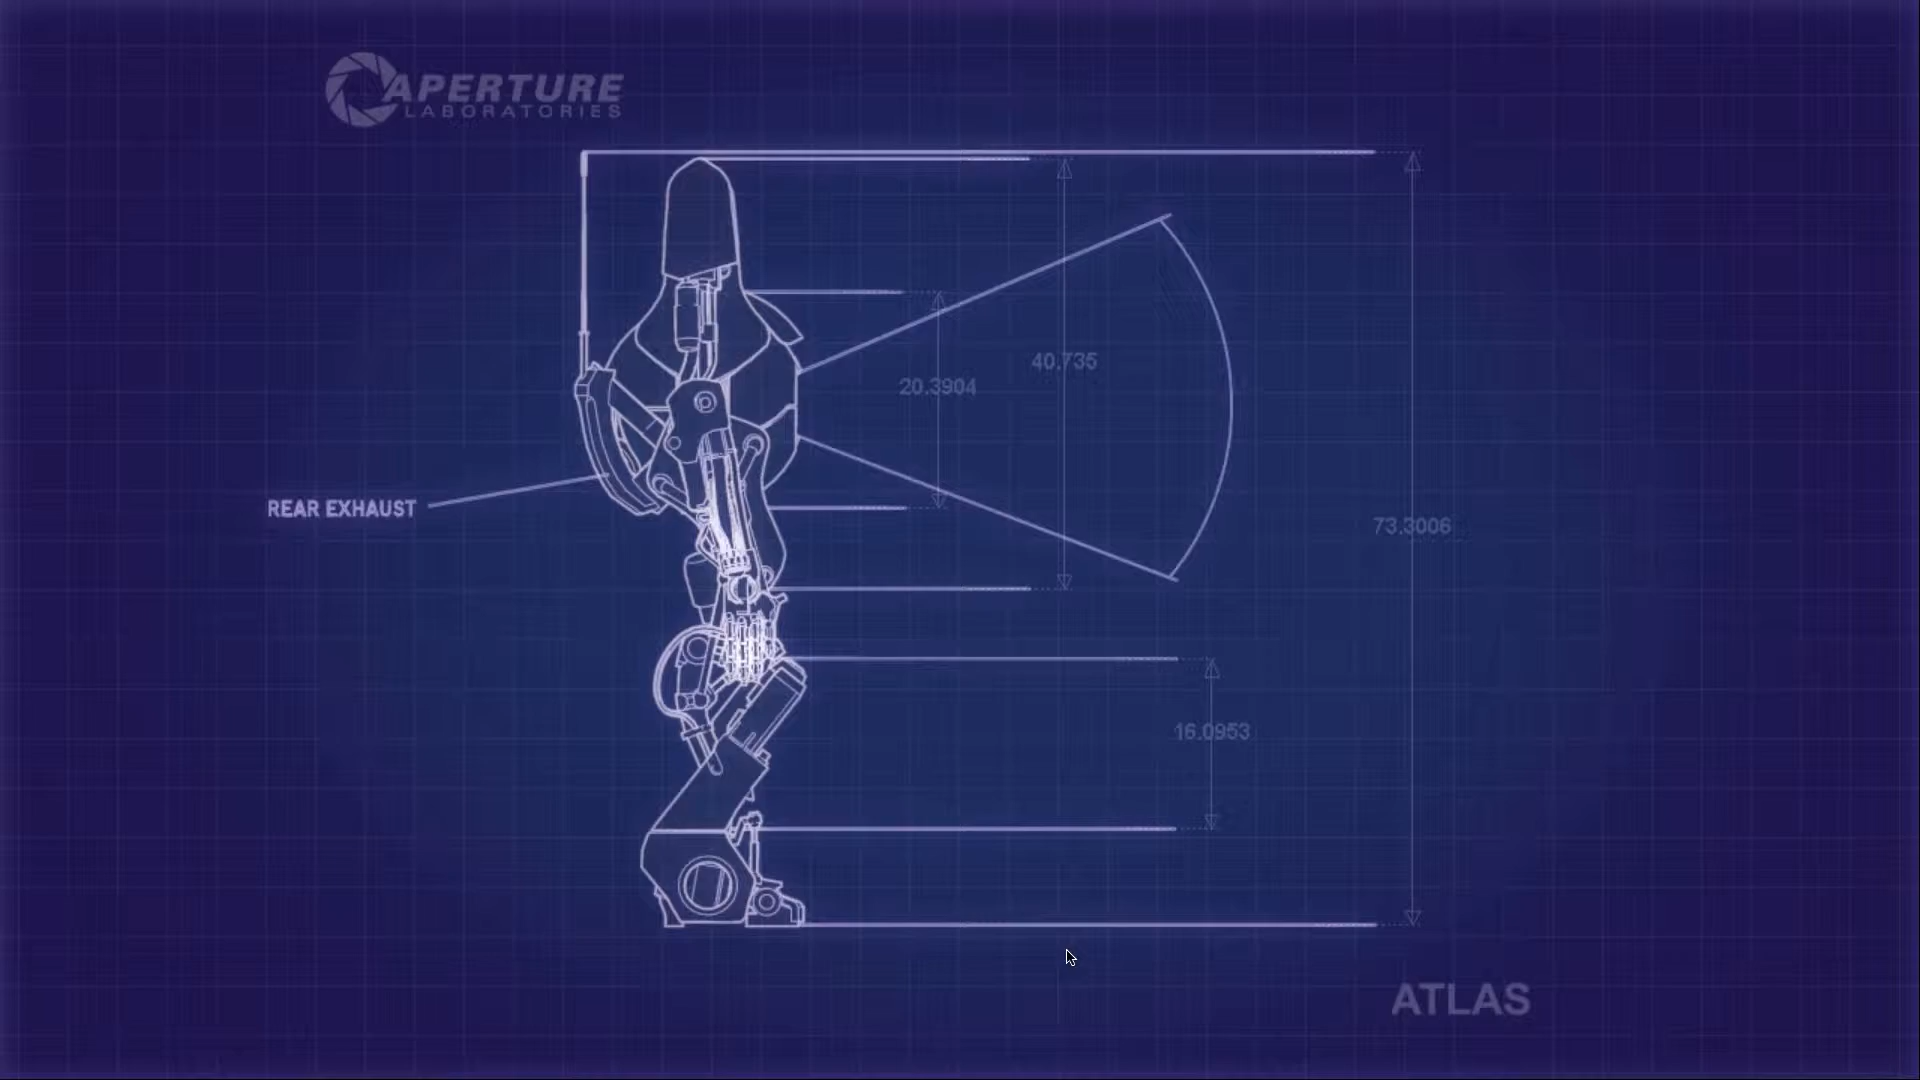 APERTURE
LABORATORIES
40.735
20.3904
REAR EXHAUST
73.3006
16.0953
ATLAS